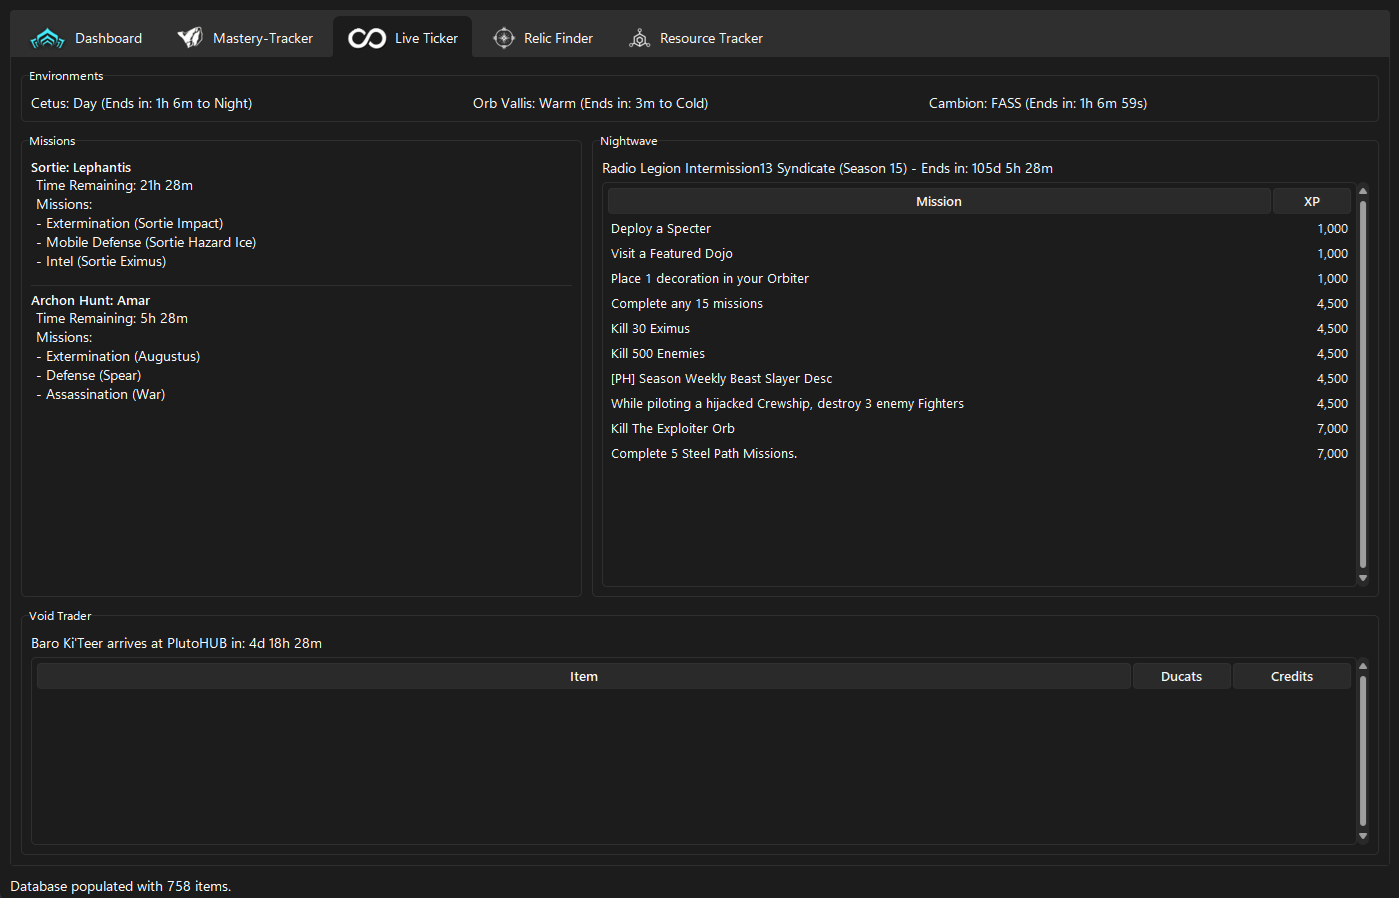 Dashboard
Mastery-Tracker
Live Ticker
Relic Finder
Resource Tracker
Environments
Cetus: Day (Ends in: 1h 6m to Night)
Orb Vallis: Warm (Ends in: 3m to Cold)
Cambion: FASS (Ends in: 1h 6m 59s)
Missions
Sortie: Lephantis
Time Remaining: 21h 28m
Missions:
- Extermination (Sortie Impact)
- Mobile Defense (Sortie Hazard Ice)
- Intel (Sortie Eximus)
Archon Hunt: Amar
Time Remaining: 5h 28m
Missions:
- Extermination (Augustus)
- Defense (Spear)
- Assassination (War)
Nightwave
Radio Legion Intermission13 Syndicate (Season 15) - Ends in: 105d 5h 28m
Mission XP
Deploy a Specter 1,000
Visit a Featured Dojo 1,000
Place 1 decoration in your Orbiter 1,000
Complete any 15 missions 4,500
Kill 30 Eximus 4,500
Kill 500 Enemies 4,500
[PH] Season Weekly Beast Slayer Desc 4,500
While piloting a hijacked Crewship, destroy 3 enemy Fighters 4,500
Kill The Exploiter Orb 7,000
Complete 5 Steel Path Missions. 7,000
Void Trader
Baro Ki'Teer arrives at PlutoHUB in: 4d 18h 28m
Item Ducats Credits
Database populated with 758 items.